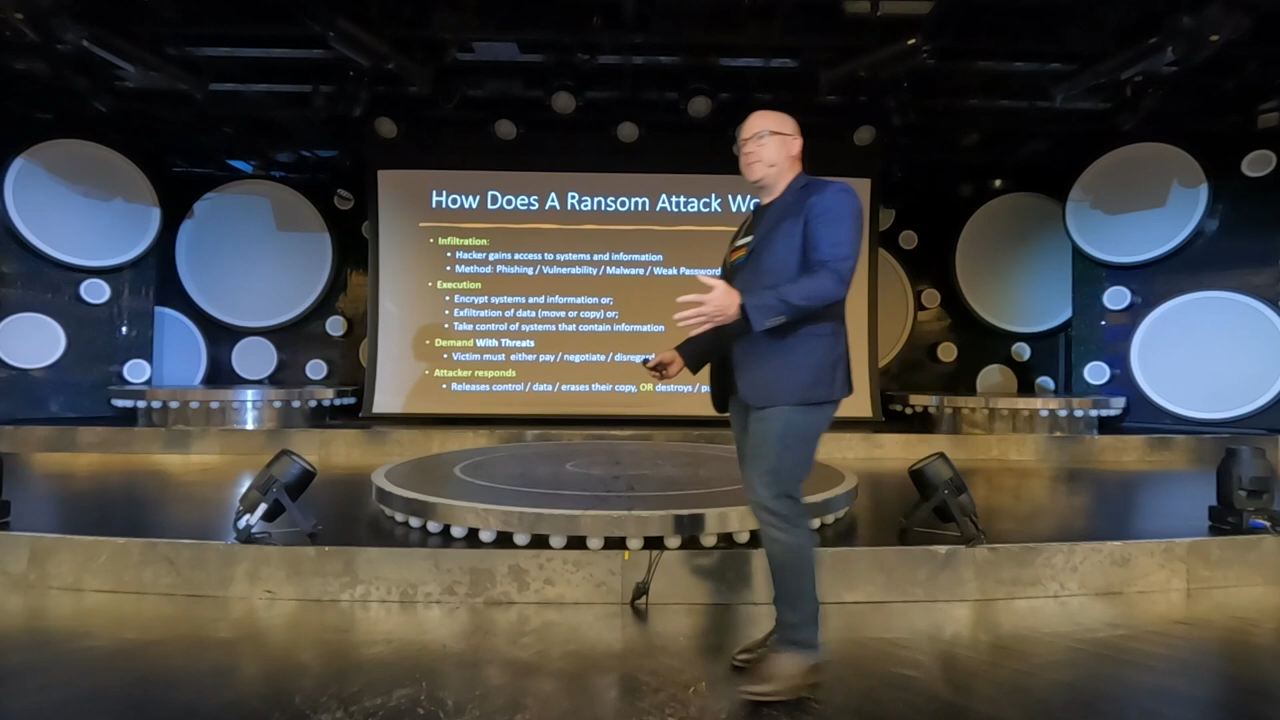 How Does A Ransom Attack
• Infiltration:
• Hacker gains access to systems and information
• Method: Phishing / Vulnerability / Malware / Weak Password
• Execution
• Encrypt systems and information or;
• Exfiltration of data (move or copy) or;
• Take control of systems that contain information
• Demand With Threats
• Victim must either pay / negotiate / disregard
• Attacker responds
• Releases control / data / erases their copy, OR destroys /